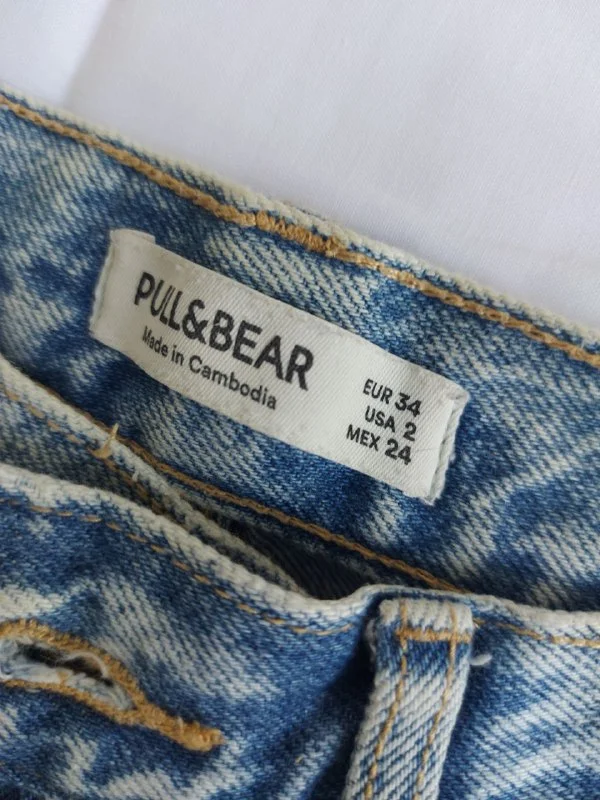 PULL&BEAR
Made in Cambodia
EUR 34
USA 2
MEX 24